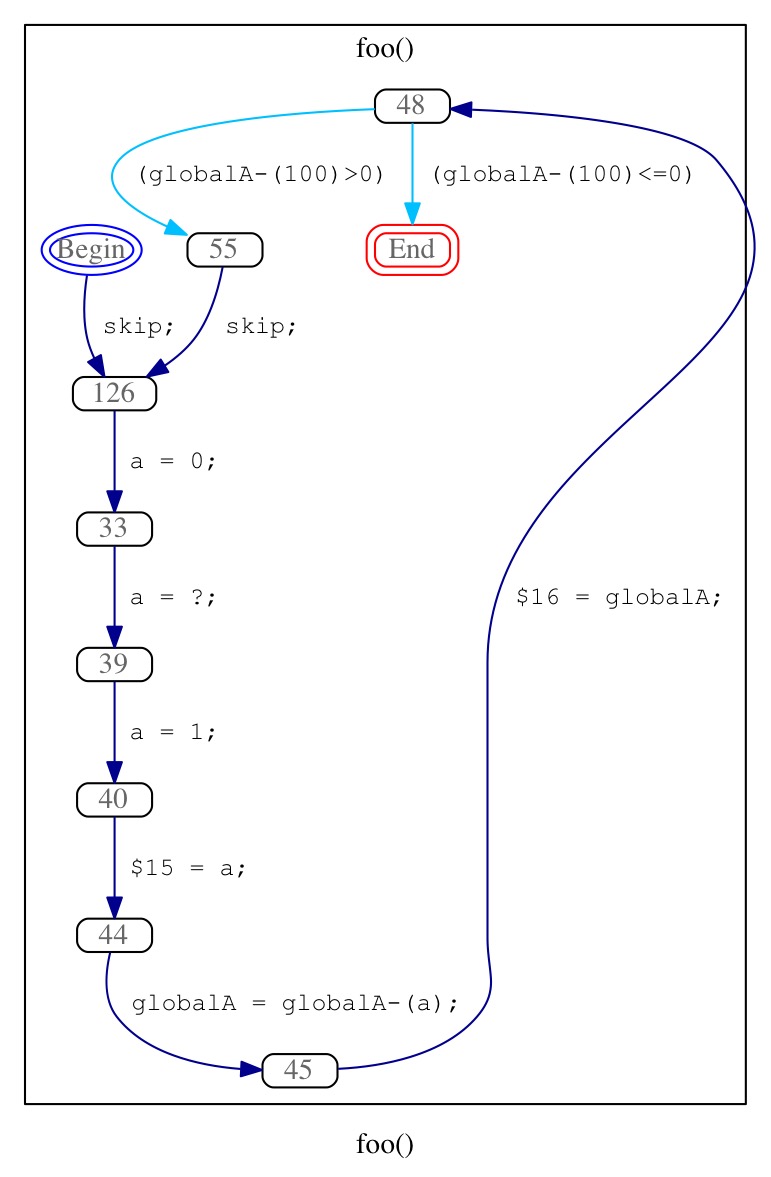 foo()
48
(globalA-(100)>0)
(globalA-(100)<=0)
Begin
55
End
skip;
skip;
126
a = 0;
33
a = ?;
$16 = globalA;
39
a = 1;
40
$15 = a;
44
globalA = globalA-(a);
45
foo()